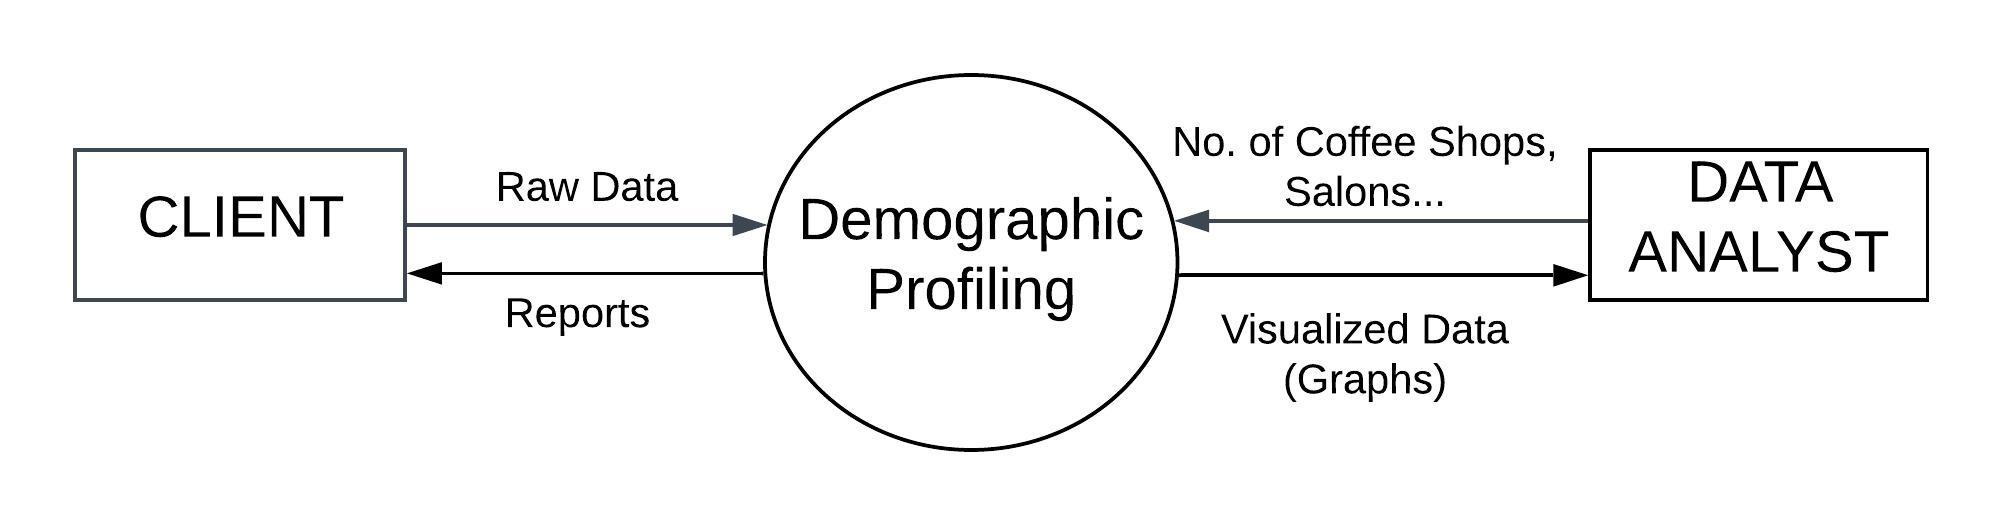 CLIENT
Raw Data
Reports
Demographic
Profiling
No. of Coffee Shops,
Salons...
Visualized Data
(Graphs)
DATA
ANALYST